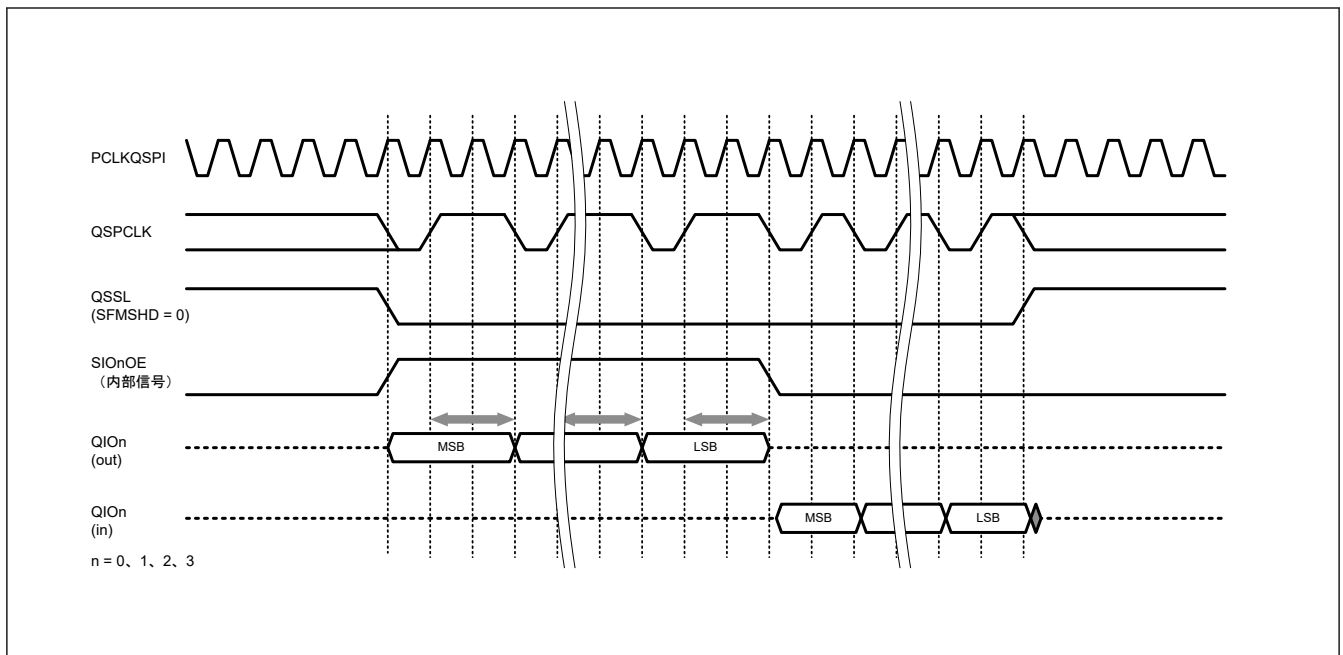 PCLKQSPI
QSPCLK
QSSL
(SFMSHD = 0)
SIOnOE
（内部信号）
QIOn
(out)
MSB
LSB
QIOn
(in)
MSB
LSB
n = 0、1、2、3